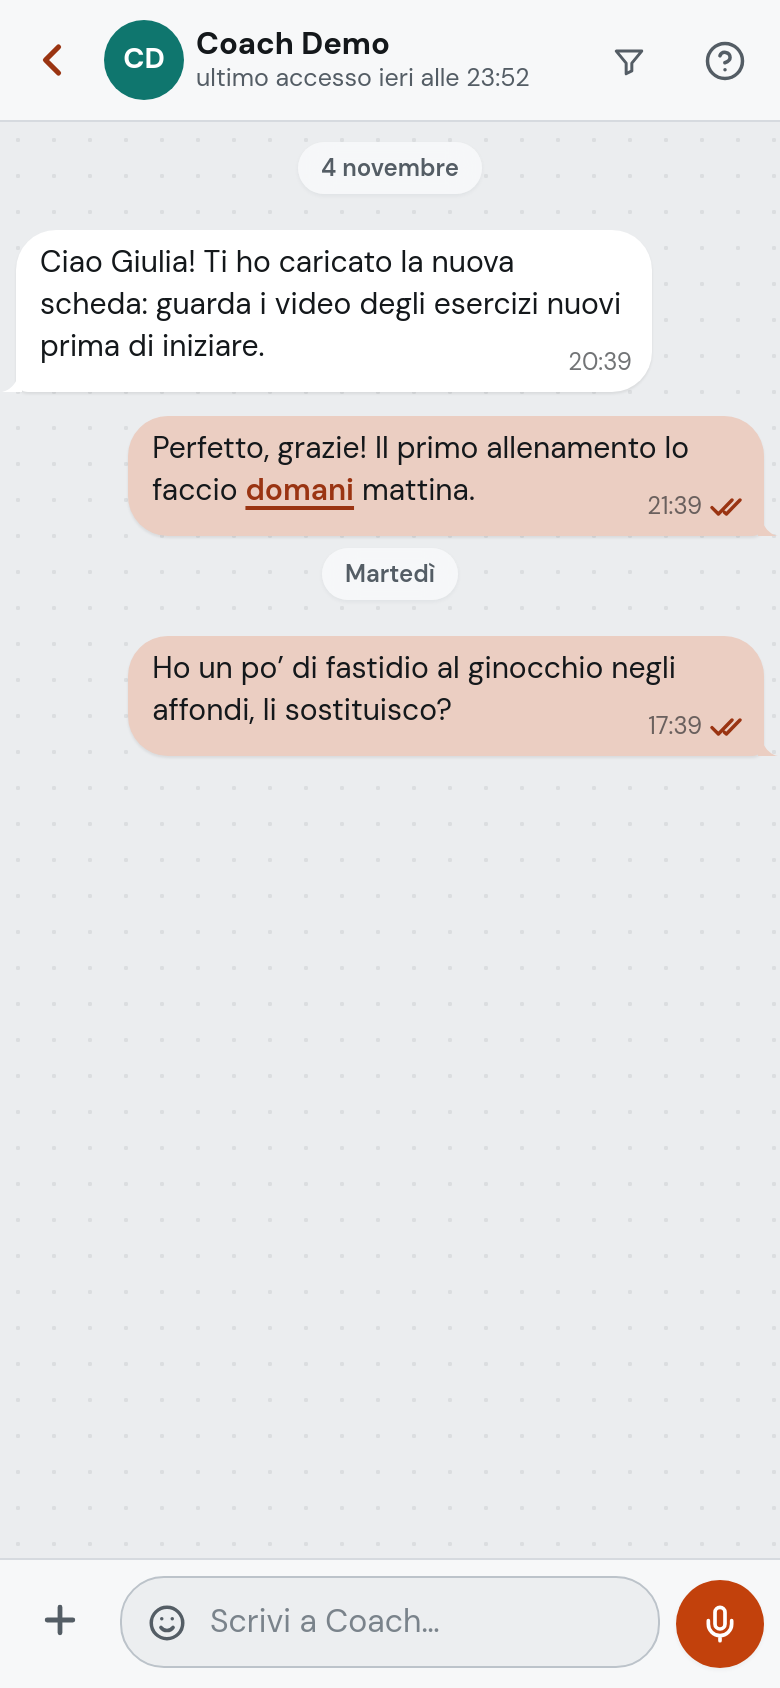 CD
Coach Demo
ultimo accesso ieri alle 23:52
4 novembre
Ciao Giulia! Ti ho caricato la nuova
scheda: guarda i video degli esercizi nuovi
prima di iniziare.
20:39
Perfetto, grazie! Il primo allenamento lo
faccio domani mattina.
21:39
Martedì
Ho un po’ di fastidio al ginocchio negli
affondi, li sostituisco?
17:39
Scrivi a Coach…